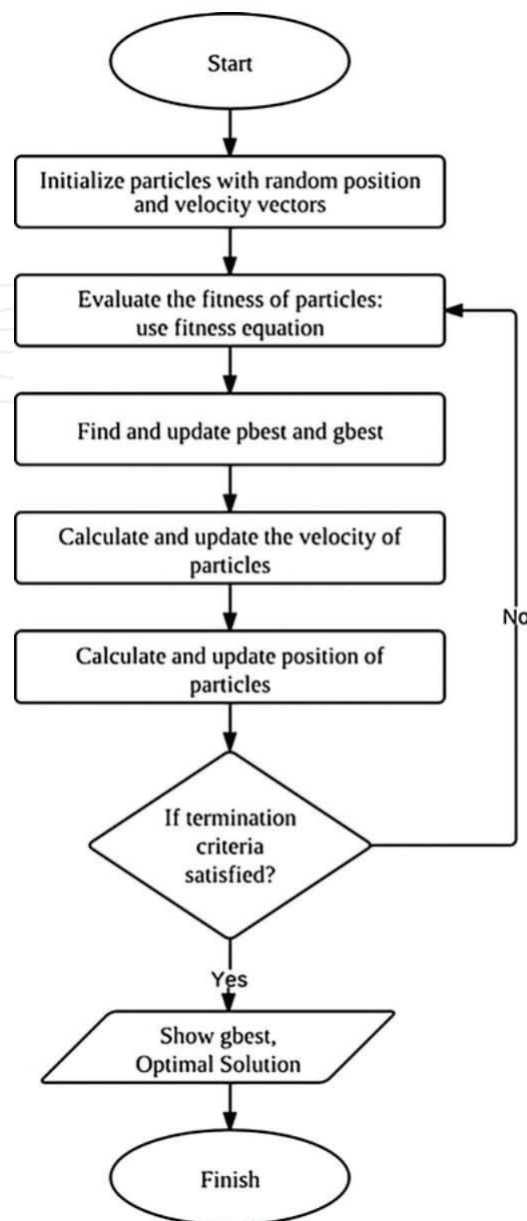 Start
Initialize particles with random position
and velocity vectors
Evaluate the fitness of particles:
use fitness equation
Find and update pbest and gbest
Calculate and update the velocity of
particles
Calculate and update position of
particles
No
If termination
criteria
satisfied?
Yes
Show gbest,
Optimal Solution
Finish